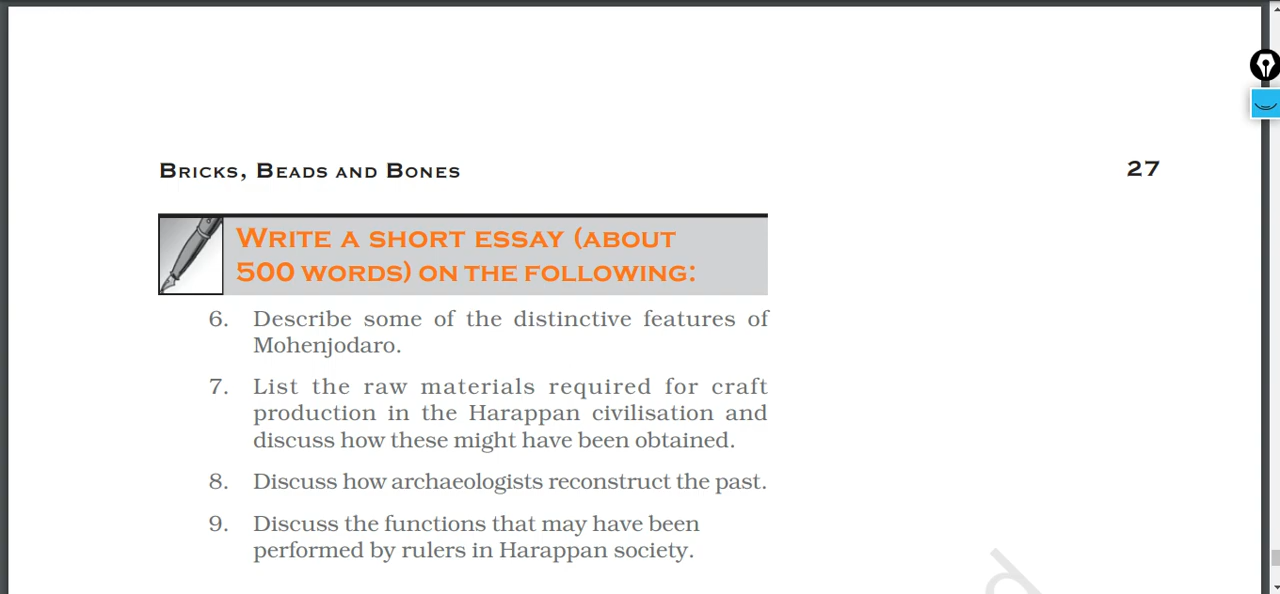 BRICKS, BEADS AND BONES
27
WRITE A SHORT ESSAY (ABOUT
500 WORDS) ON THE FOLLOWING:
6. Describe some of the distinctive features of
Mohenjodaro.
7. List the raw materials required for craft
production in the Harappan civilisation and
discuss how these might have been obtained.
8. Discuss how archaeologists reconstruct the past.
9. Discuss the functions that may have been
performed by rulers in Harappan society.
d